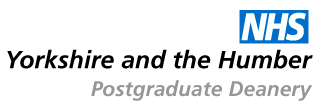 NHS
Yorkshire and the Humber
Postgraduate Deanery